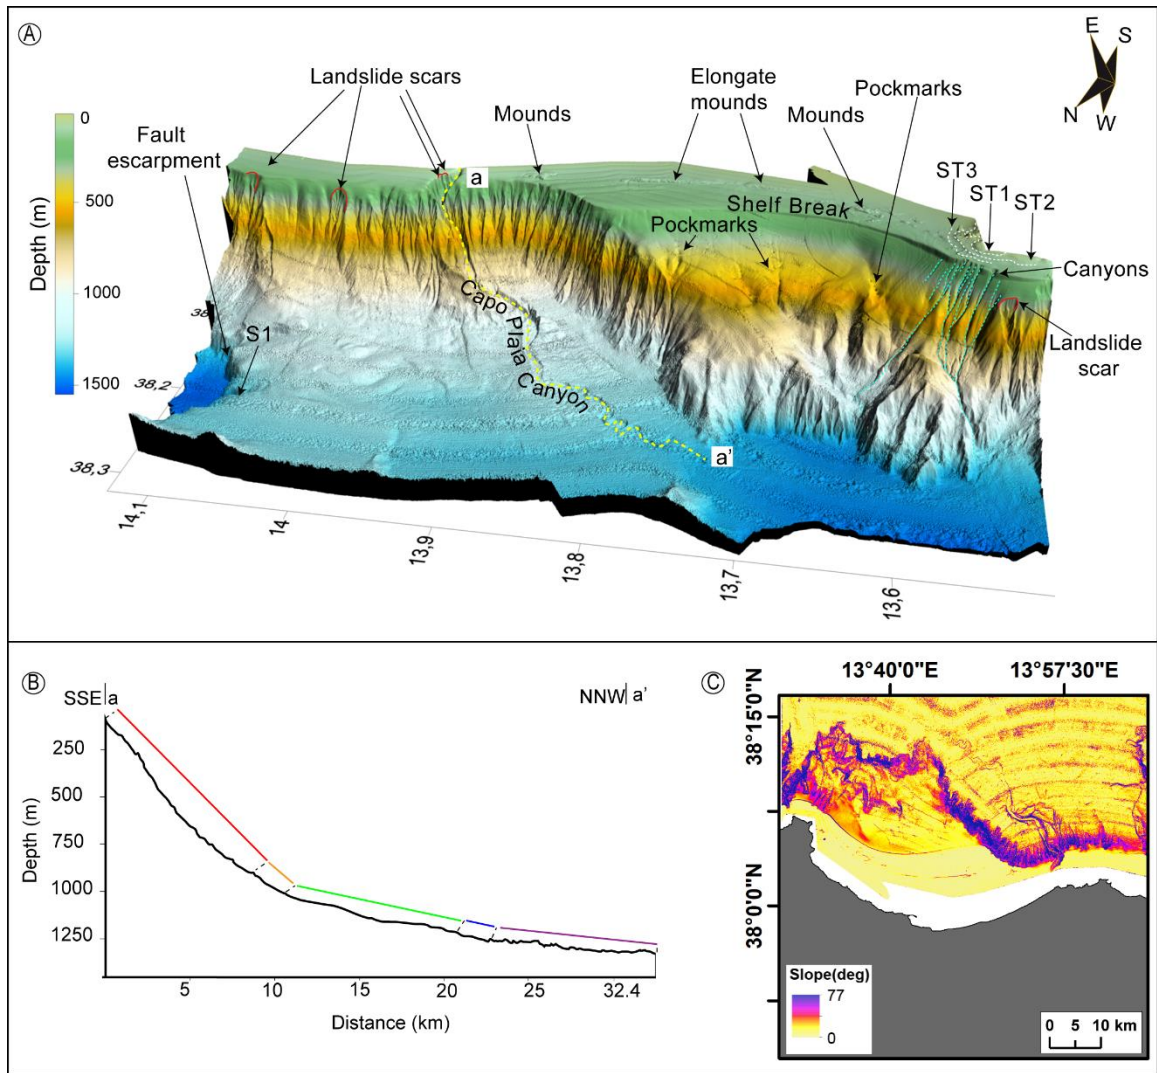 A
E
S
N
W
Landslide scars
Elongate
mounds
Pockmarks
Mounds
Mounds
Fault
escarpment
Depth (m)
0
500
1000
1500
a
ST3
ST1
ST2
Shelf Break
Pockmarks
Canyons
Landslide
scar
Capo Plaia Canyon
S1
38,
38,2
38,3
a'
14,1
14
13,9
13,8
13,7
13,6
B
SSE a
NNW a'
Depth (m)
250
500
750
1000
1250
5
10
15
20
25
32.4
Distance (km)
C
13°40'0"E
13°57'30"E
38°15'0"N
38°0'0"N
Slope(deg)
77
0
0 5 10 km